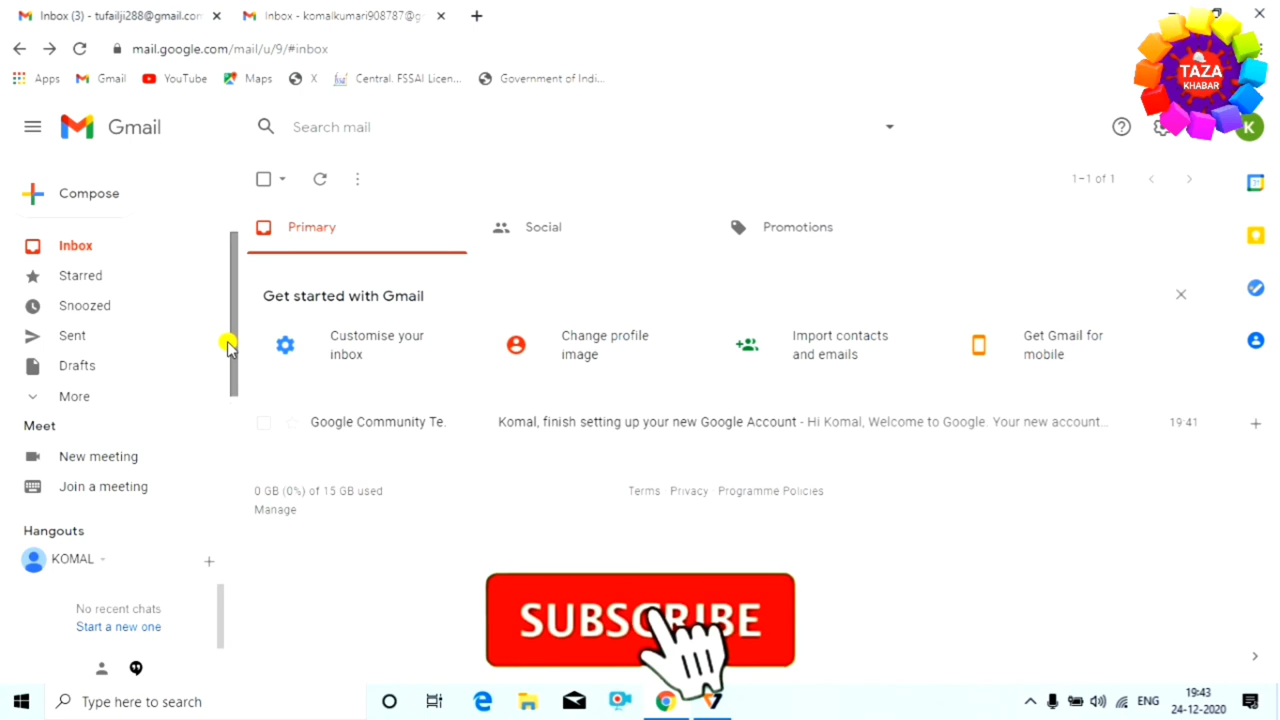 Inbox (3) - tufailji288@gmail.com
Inbox - komalkumari908787@g
mail.google.com/mail/u/9/#inbox
Apps
Gmail
YouTube
Maps
X
Central. FSSAI Licen...
Government of Indi...
TAZA
KHABAR
Gmail
Search mail
K
Compose
1–1 of 1
Primary
Social
Promotions
Inbox
Starred
Snoozed
Sent
Drafts
More
Get started with Gmail
Customise your
inbox
Change profile
image
Import contacts
and emails
Get Gmail for
mobile
Google Community Te.
Komal, finish setting up your new Google Account - Hi Komal, Welcome to Google. Your new account...
19:41
Meet
New meeting
Join a meeting
0 GB (0%) of 15 GB used
Manage
Terms Privacy Programme Policies
Hangouts
KOMAL
No recent chats
Start a new one
SUBSCRIBE
Type here to search
ENG
19:43
24-12-2020